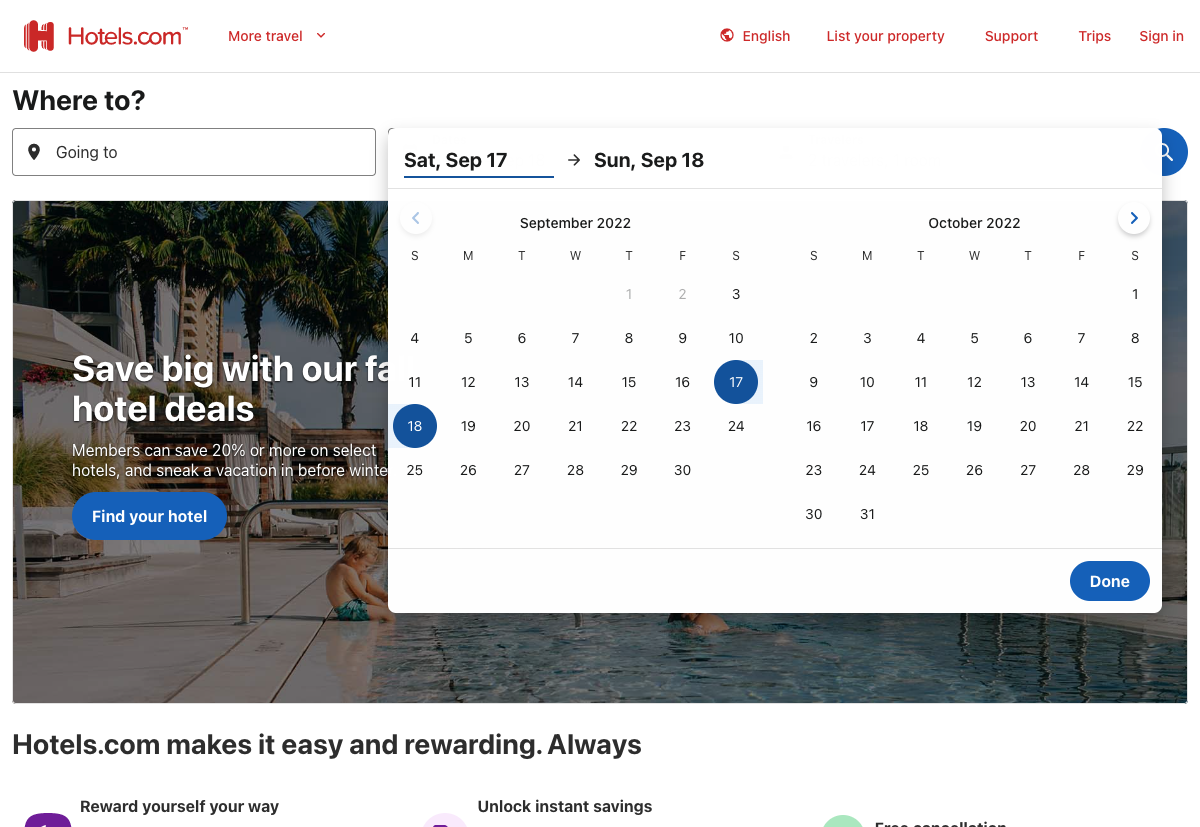 Hotels.com™
More travel
English
List your property
Support
Trips
Sign in
Where to?
Going to
Sat, Sep 17
Sun, Sep 18
September 2022
S M T W T F S
1 2 3
4 5 6 7 8 9 10
11 12 13 14 15 16 17
18 19 20 21 22 23 24
25 26 27 28 29 30
October 2022
S M T W T F S
1
2 3 4 5 6 7 8
9 10 11 12 13 14 15
16 17 18 19 20 21 22
23 24 25 26 27 28 29
30 31
Done
Save big with our fa
hotel deals
Members can save 20% or more on select
hotels, and sneak a vacation in before winte
Find your hotel
Hotels.com makes it easy and rewarding. Always
Reward yourself your way
Unlock instant savings
Free cancellation